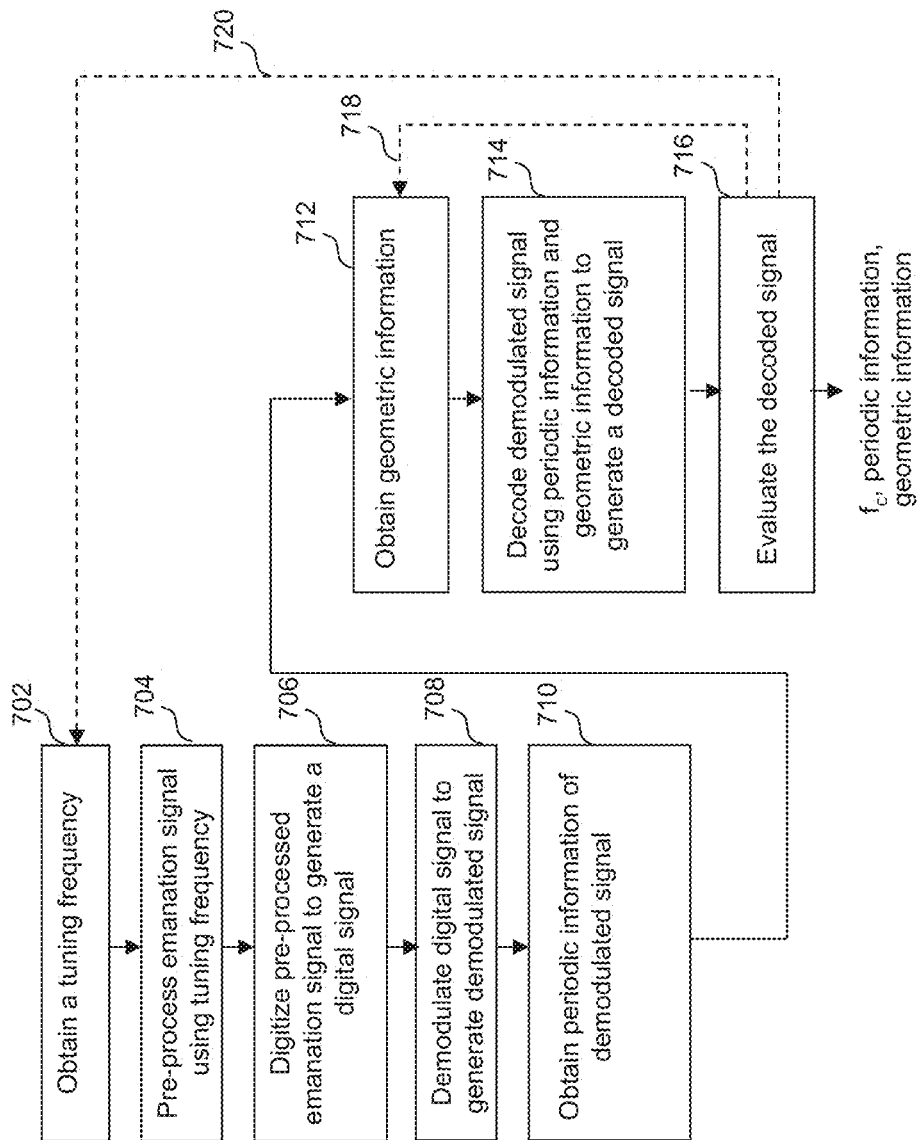 702
Obtain a tuning frequency
704
Pre-process emanation signal
using tuning frequency
706
Digitize pre-processed
emanation signal to generate a
digital signal
708
Demodulate digital signal to
generate demodulated signal
710
Obtain periodic information of
demodulated signal
712
Obtain geometric information
714
Decode demodulated signal
using periodic information and
geometric information to
generate a decoded signal
716
Evaluate the decoded signal
718
720
fc, periodic information,
geometric information